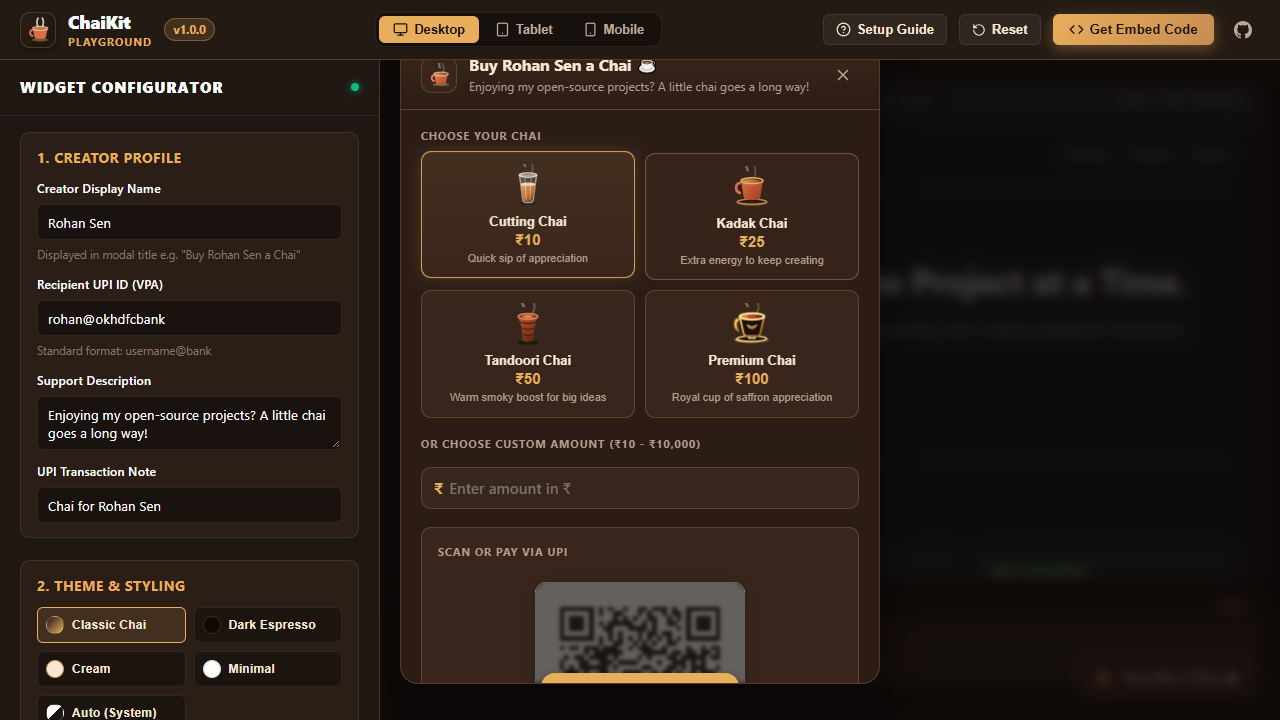 ChaiKit
PLAYGROUND
v1.0.0
Desktop
Tablet
Mobile
Setup Guide
Reset
Get Embed Code
WIDGET CONFIGURATOR
1. CREATOR PROFILE
Creator Display Name
Rohan Sen
Displayed in modal title e.g. "Buy Rohan Sen a Chai"
Recipient UPI ID (VPA)
rohan@okhdfcbank
Standard format: username@bank
Support Description
Enjoying my open-source projects? A little chai
goes a long way!
UPI Transaction Note
Chai for Rohan Sen
2. THEME & STYLING
Classic Chai
Dark Espresso
Cream
Minimal
Auto (System)
Buy Rohan Sen a Chai ☕
Enjoying my open-source projects? A little chai goes a long way!
CHOOSE YOUR CHAI
Cutting Chai
₹10
Quick sip of appreciation
Kadak Chai
₹25
Extra energy to keep creating
Tandoori Chai
₹50
Warm smoky boost for big ideas
Premium Chai
₹100
Royal cup of saffron appreciation
OR CHOOSE CUSTOM AMOUNT (₹10 - ₹10,000)
₹ Enter amount in ₹
SCAN OR PAY VIA UPI
Project at a Time.